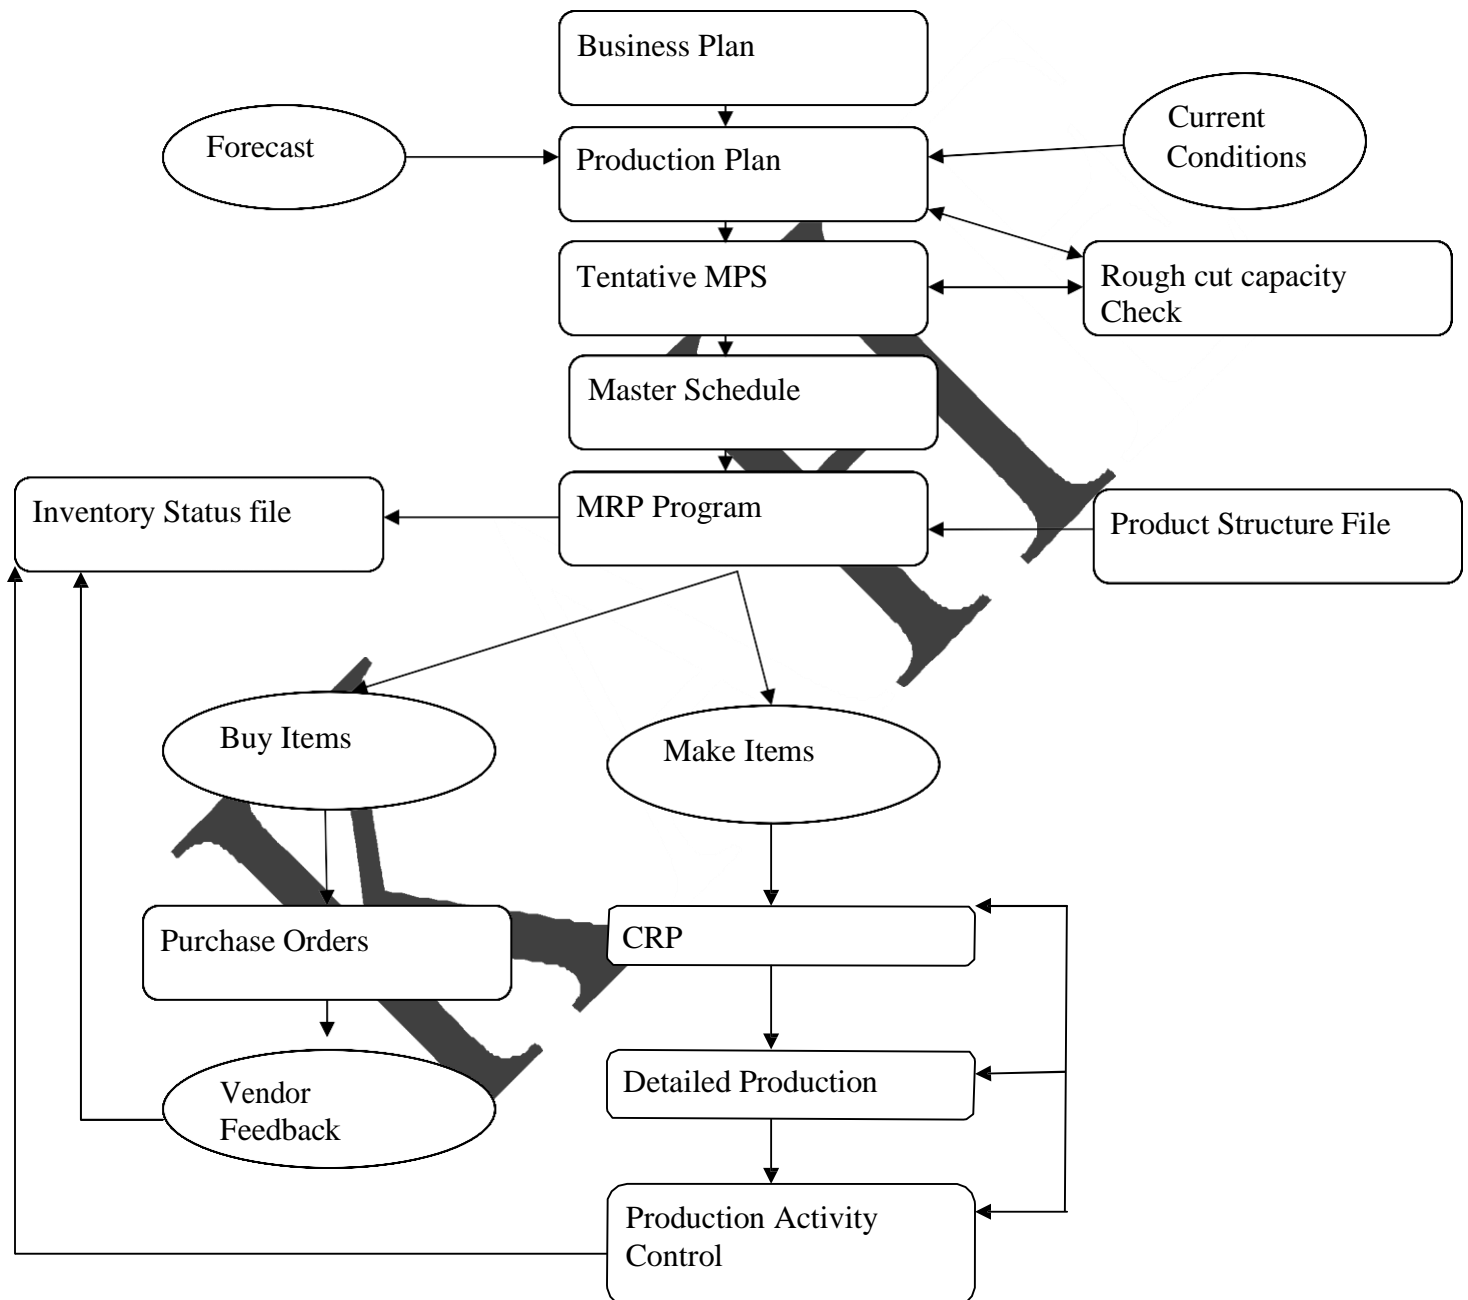 Business Plan
Forecast
Production Plan
Current
Conditions
Tentative MPS
Rough cut capacity
Check
Master Schedule
Inventory Status file
MRP Program
Product Structure File
Buy Items
Make Items
Purchase Orders
CRP
Vendor
Feedback
Detailed Production
Production Activity
Control